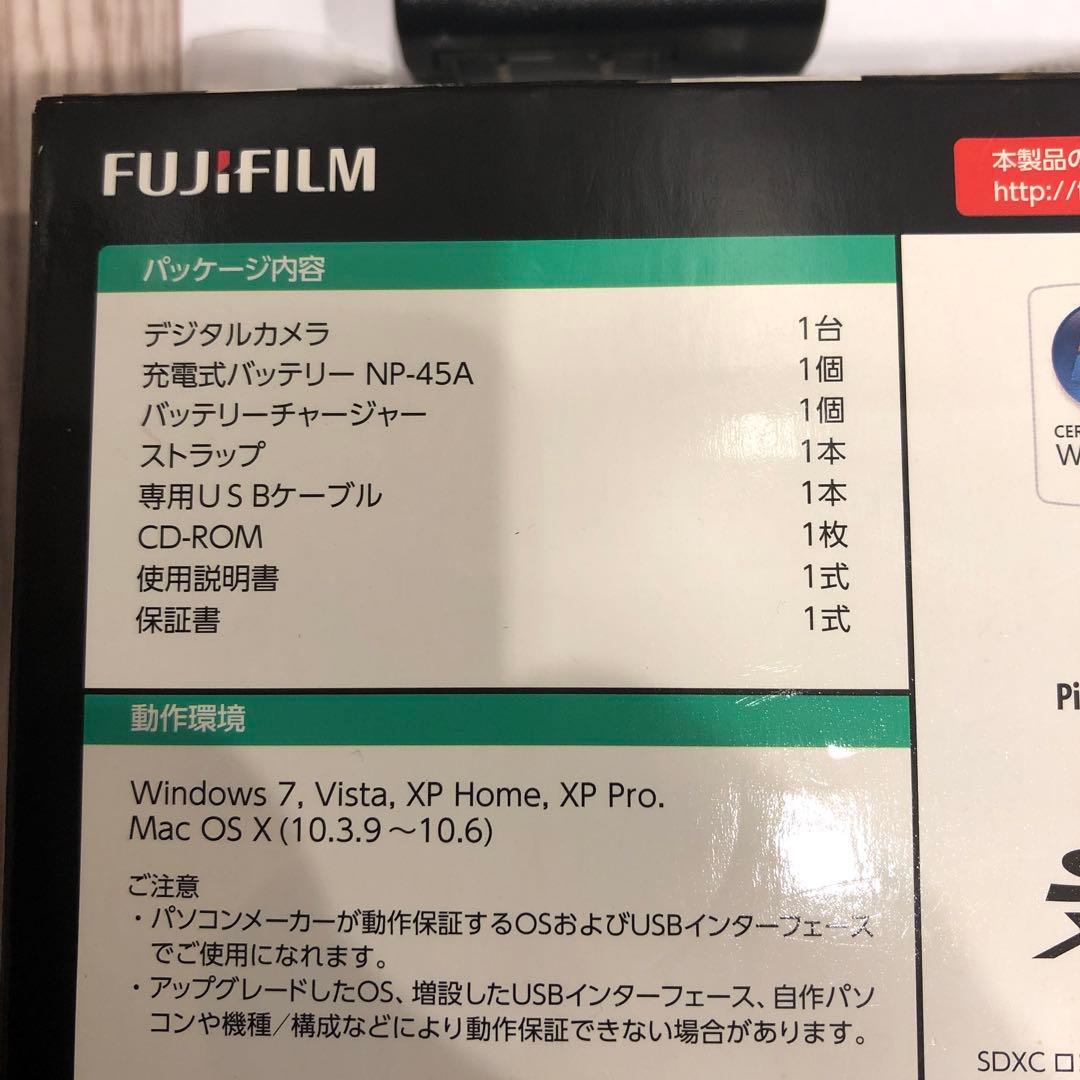 FUJIFILM
本製品の
http://
パッケージ内容
デジタルカメラ 1台
充電式バッテリー NP-45A 1個
バッテリーチャージャー 1個
ストラップ 1本
専用USBケーブル 1本
CD-ROM 1枚
使用説明書 1式
保証書 1式
動作環境
Windows 7, Vista, XP Home, XP Pro.
Mac OS X (10.3.9～10.6)
ご注意
・パソコンメーカーが動作保証するOSおよびUSBインターフェース
でご使用になれます。
・アップグレードしたOS、増設したUSBインターフェース、自作パソ
コンや機種/構成などにより動作保証できない場合があります。
CER
W
Pi
SDXC ロ